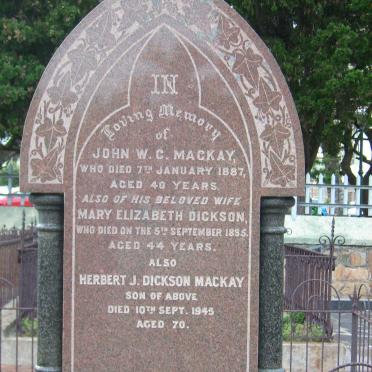 IN
Loving Memory
of
JOHN W. C. MACKAY,
WHO DIED 7TH JANUARY 1887,
AGED 40 YEARS.
ALSO OF HIS BELOVED WIFE
MARY ELIZABETH DICKSON,
WHO DIED ON THE 5TH SEPTEMBER 1895,
AGED 44 YEARS.
ALSO
HERBERT J. DICKSON MACKAY
SON OF ABOVE
DIED 10TH SEPT. 1945
AGED 70.